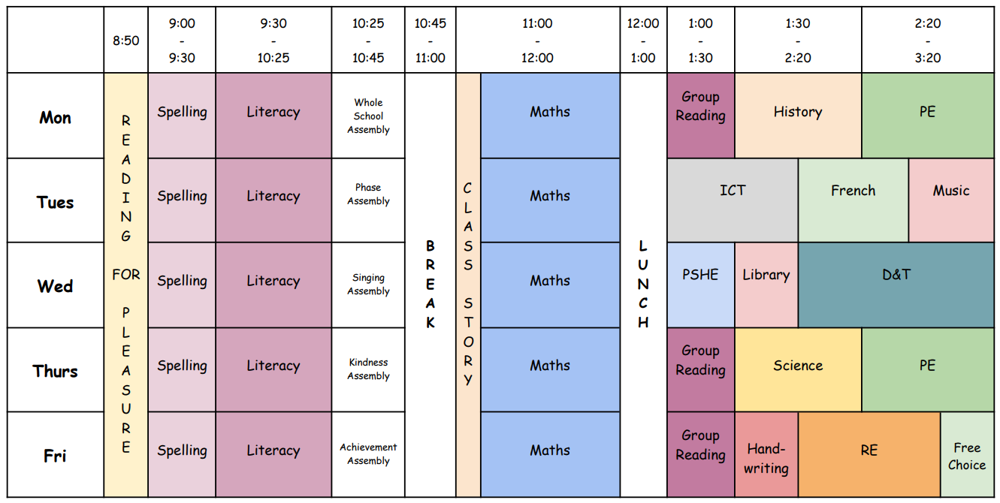 8:50
9:00
-
9:30
9:30
-
10:25
10:25
-
10:45
10:45
-
11:00
11:00
-
12:00
12:00
-
1:00
1:00
-
1:30
1:30
-
2:20
2:20
-
3:20
READING FOR PLEASURE
BREAK
CLASS STORY
LUNCH
Mon
Spelling
Literacy
Whole
School
Assembly
Maths
Group
Reading
History
PE
Tues
Spelling
Literacy
Phase
Assembly
Maths
ICT
French
Music
Wed
Spelling
Literacy
Singing
Assembly
Maths
PSHE
Library
D&T
Thurs
Spelling
Literacy
Kindness
Assembly
Maths
Group
Reading
Science
PE
Fri
Spelling
Literacy
Achievement
Assembly
Maths
Group
Reading
Hand-
writing
RE
Free
Choice